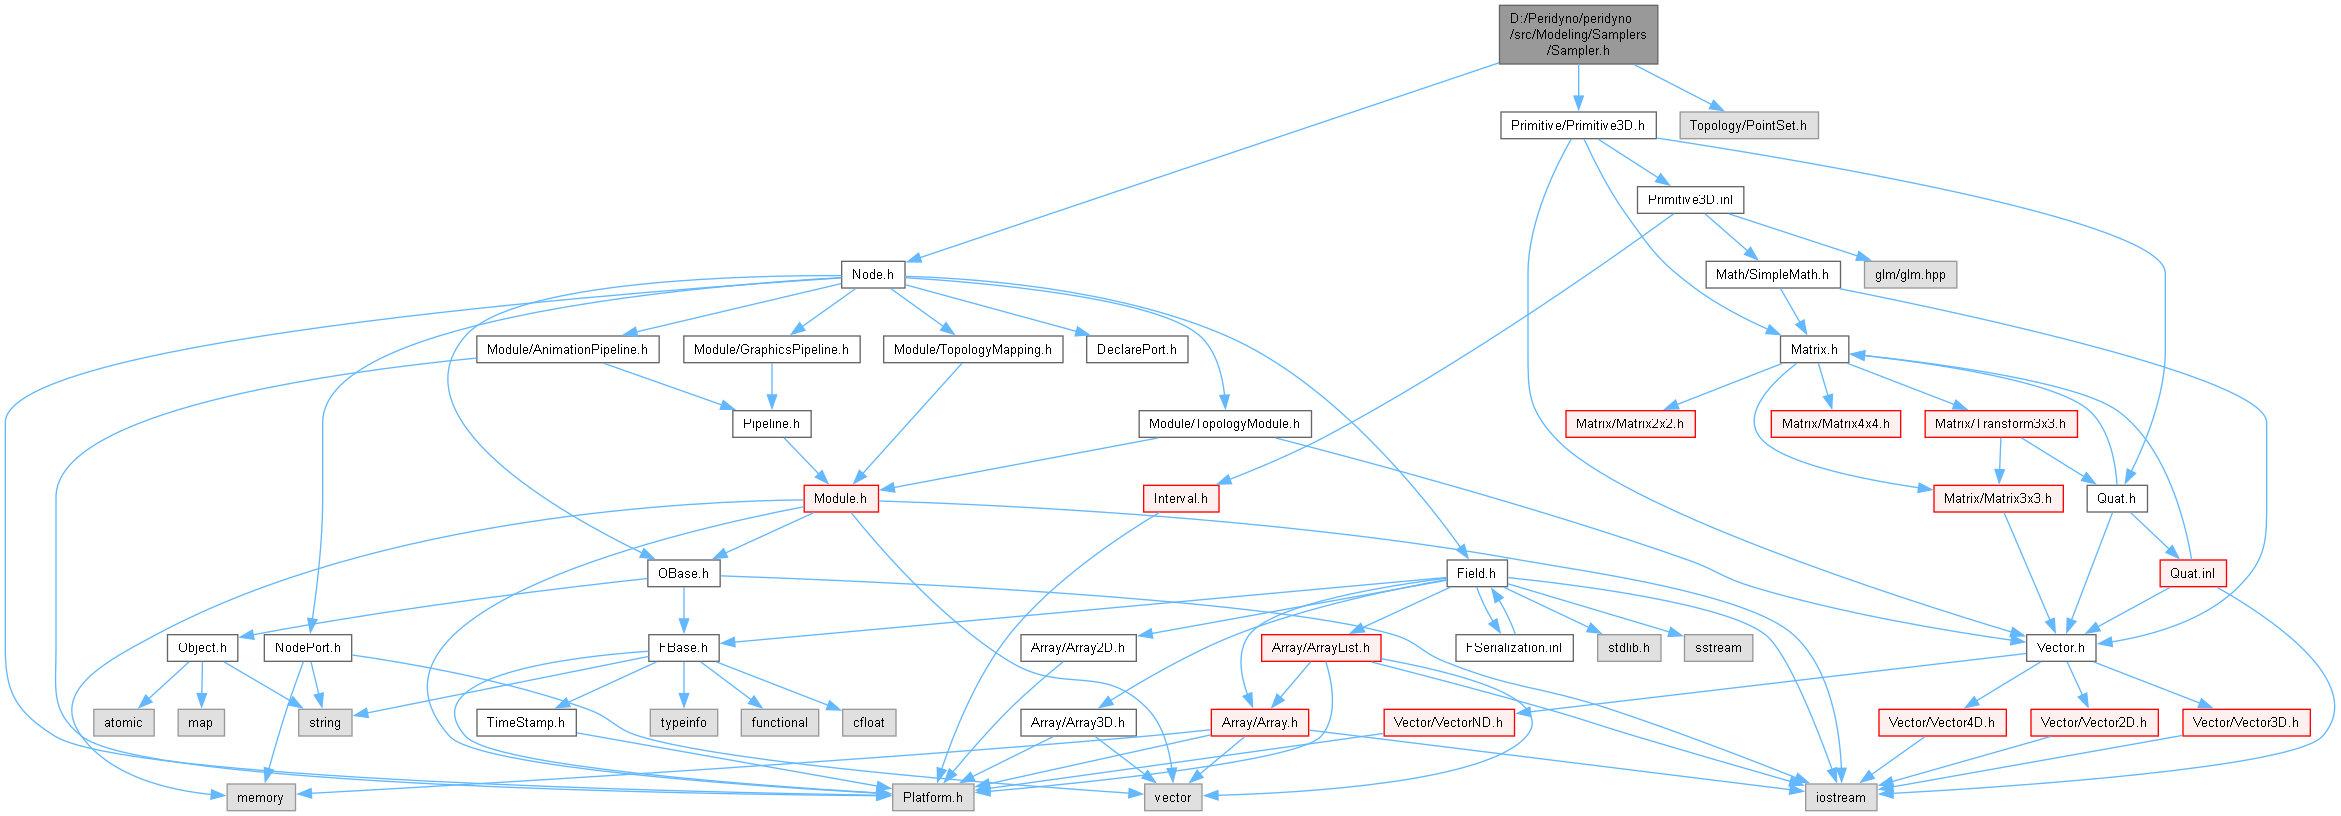 D:/Peridyno/peridyno
/src/Modeling/Samplers
/Sampler.h
Primitive/Primitive3D.h
Topology/PointSet.h
Primitive3D.inl
Node.h
Math/SimpleMath.h
glm/glm.hpp
Module/AnimationPipeline.h
Module/GraphicsPipeline.h
Module/TopologyMapping.h
DeclarePort.h
Matrix.h
Pipeline.h
Module/TopologyModule.h
Matrix/Matrix2x2.h
Matrix/Matrix4x4.h
Matrix/Transform3x3.h
Module.h
Interval.h
Matrix/Matrix3x3.h
Quat.h
OBase.h
Field.h
Quat.inl
Object.h
NodePort.h
FBase.h
Array/Array2D.h
Array/ArrayList.h
FSerialization.inl
stdlib.h
sstream
Vector.h
atomic
map
string
TimeStamp.h
typeinfo
functional
cfloat
Array/Array3D.h
Array/Array.h
Vector/VectorND.h
Vector/Vector4D.h
Vector/Vector2D.h
Vector/Vector3D.h
memory
Platform.h
vector
iostream